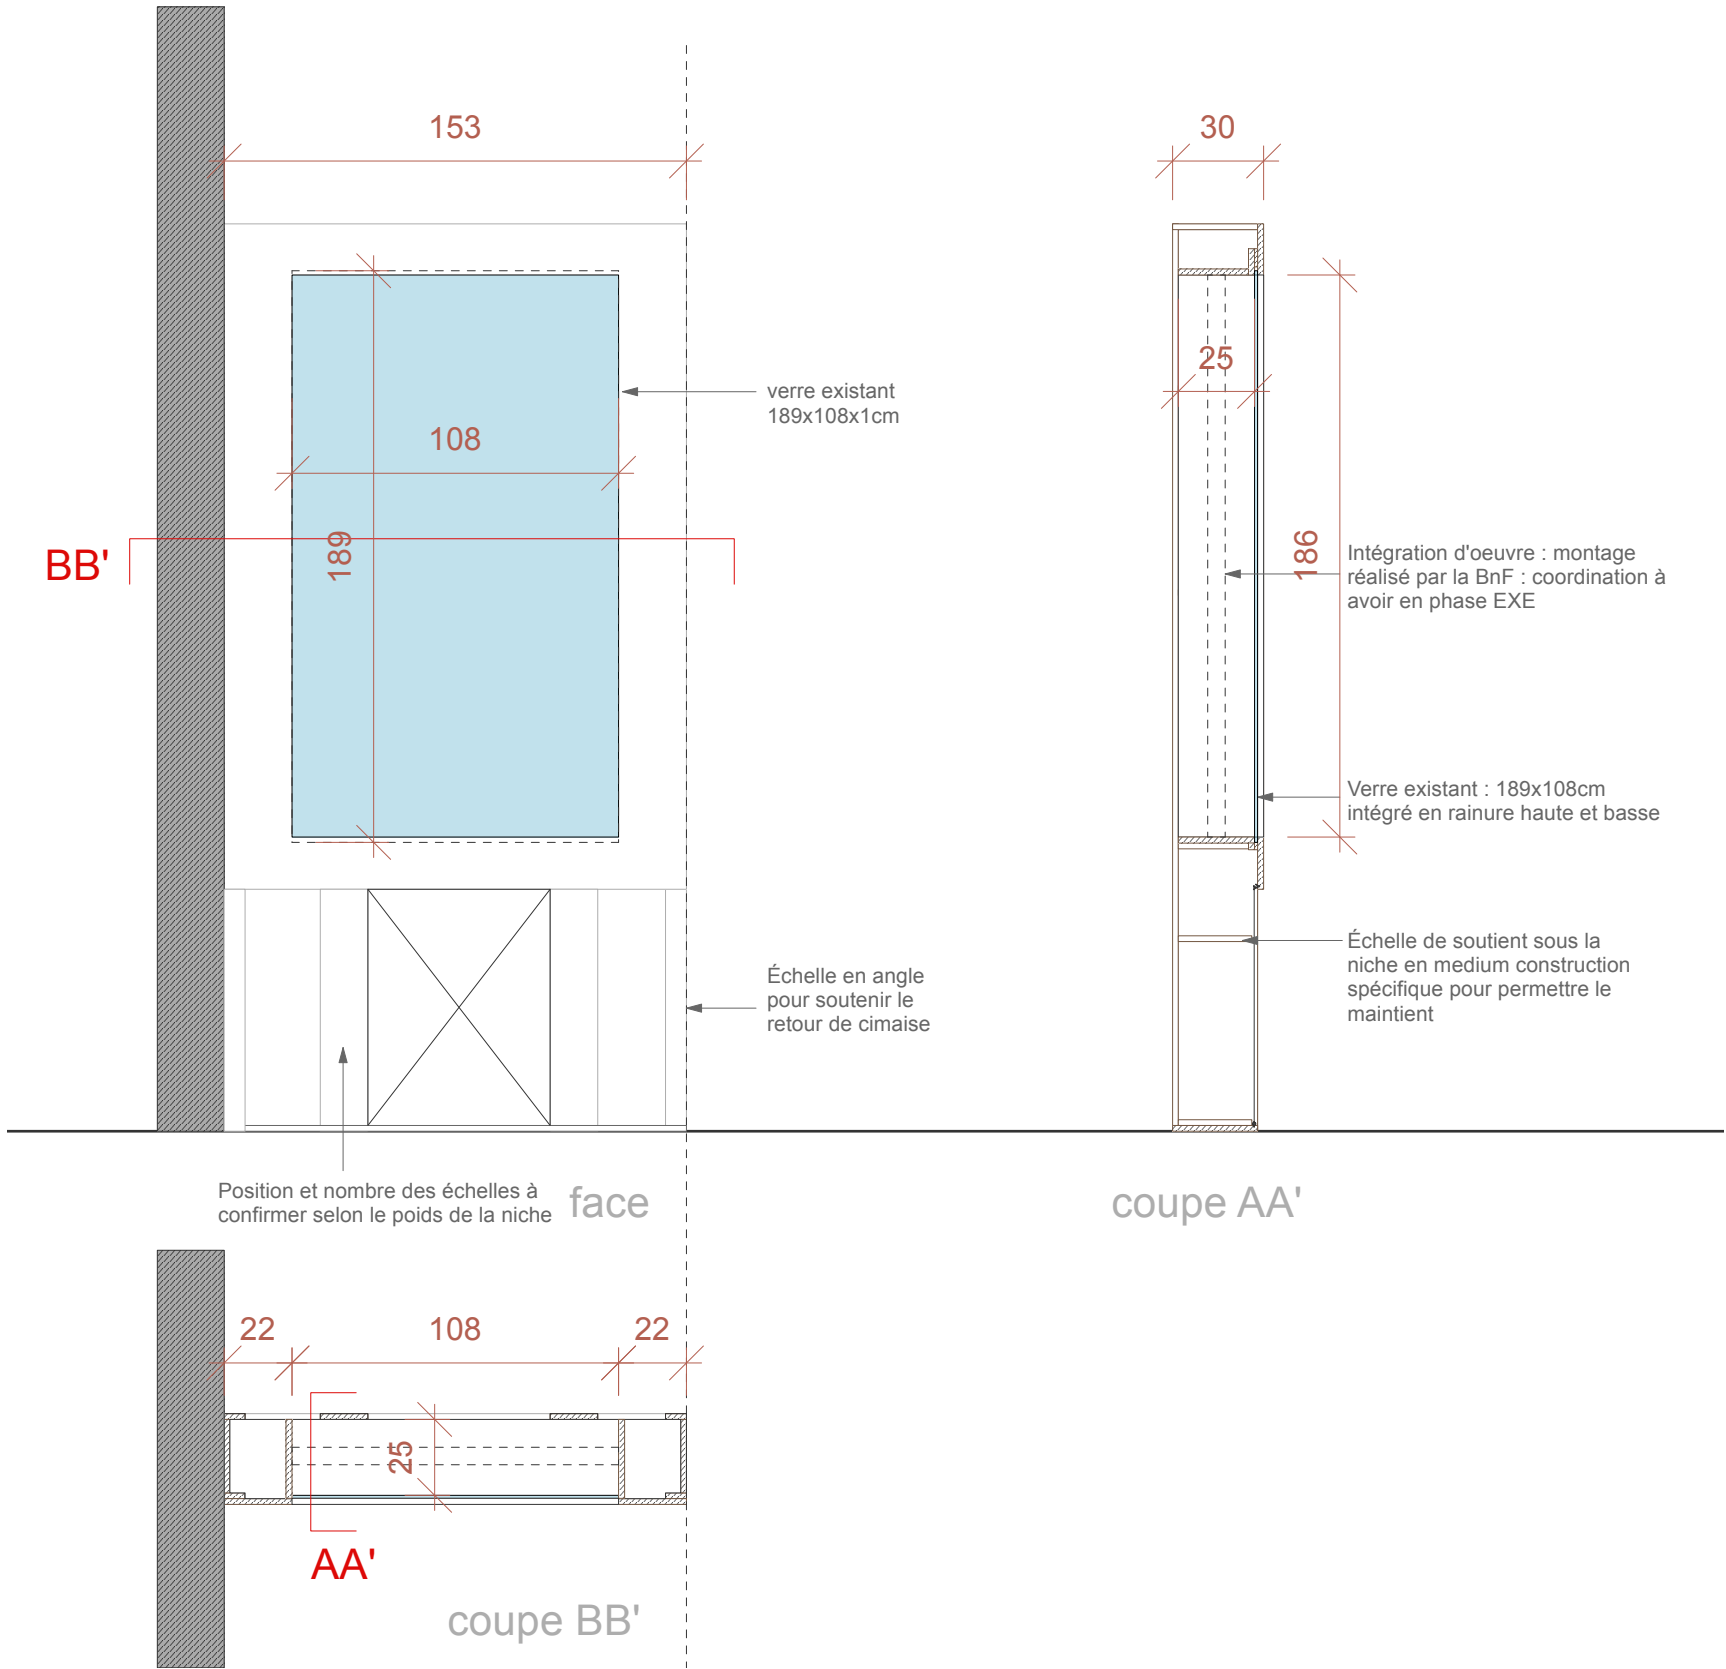 153
30
25
verre existant
189x108x1cm
108
189
186
BB'
Intégration d'oeuvre : montage
réalisé par la BnF : coordination à
avoir en phase EXE
Verre existant : 189x108cm
intégré en rainure haute et basse
Échelle de soutient sous la
niche en medium construction
spécifique pour permettre le
maintient
Échelle en angle
pour soutenir le
retour de cimaise
Position et nombre des échelles à
confirmer selon le poids de la niche
face
coupe AA'
22
108
22
25
AA'
coupe BB'